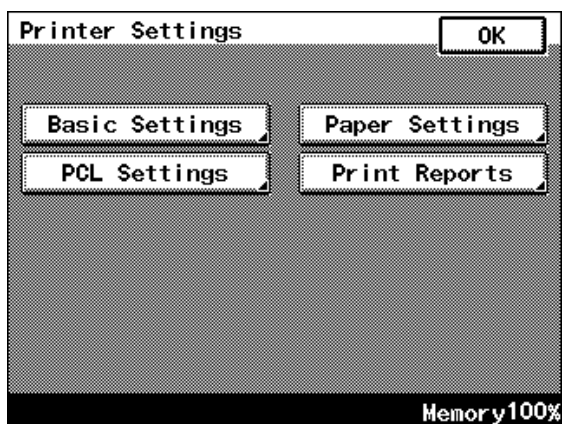 Printer Settings
OK
Basic Settings
Paper Settings
PCL Settings
Print Reports
Memory100%